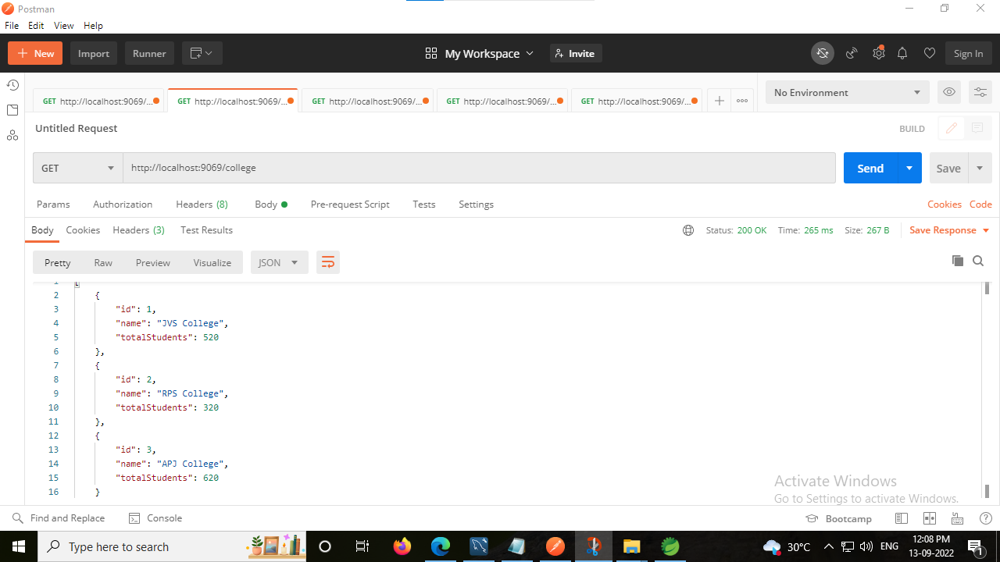 Postman
File Edit View Help
New Import Runner My Workspace Invite Sign In
GET http://localhost:9069/... GET http://localhost:9069/... GET http://localhost:9069/... GET http://localhost:9069/... GET http://localhost:9069/... No Environment
Untitled Request BUILD
GET http://localhost:9069/college Send Save
Params Authorization Headers (8) Body Pre-request Script Tests Settings Cookies Code
Body Cookies Headers (3) Test Results Status: 200 OK Time: 265 ms Size: 267 B Save Response
Pretty Raw Preview Visualize JSON
1 [
2 {
3 "id": 1,
4 "name": "JVS College",
5 "totalStudents": 520
6 },
7 {
8 "id": 2,
9 "name": "RPS College",
10 "totalStudents": 320
11 },
12 {
13 "id": 3,
14 "name": "APJ College",
15 "totalStudents": 620
16 }
Activate Windows
Go to Settings to activate Windows.
Find and Replace Console Bootcamp
Type here to search 30°C ENG 12:08 PM
13-09-2022 1